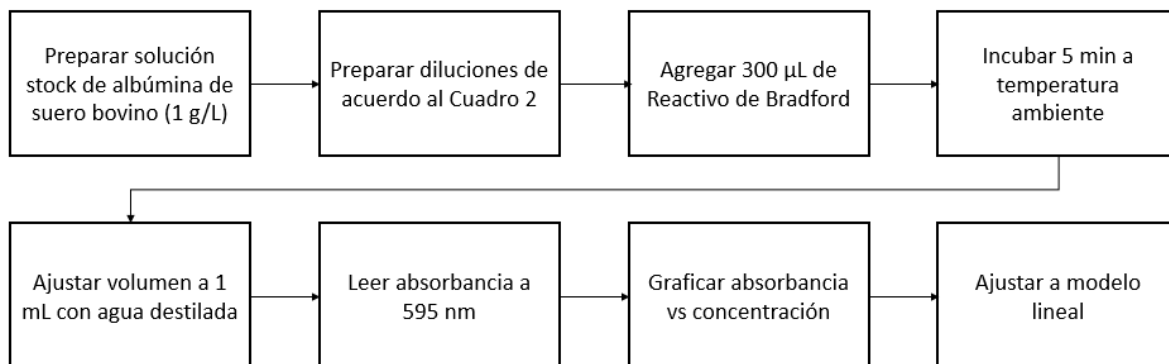 Preparar solución
stock de albúmina de
suero bovino (1 g/L)
Preparar diluciones de
acuerdo al Cuadro 2
Agregar 300 µL de
Reactivo de Bradford
Incubar 5 min a
temperatura
ambiente
Ajustar volumen a 1
mL con agua destilada
Leer absorbancia a
595 nm
Graficar absorbancia
vs concentración
Ajustar a modelo
lineal